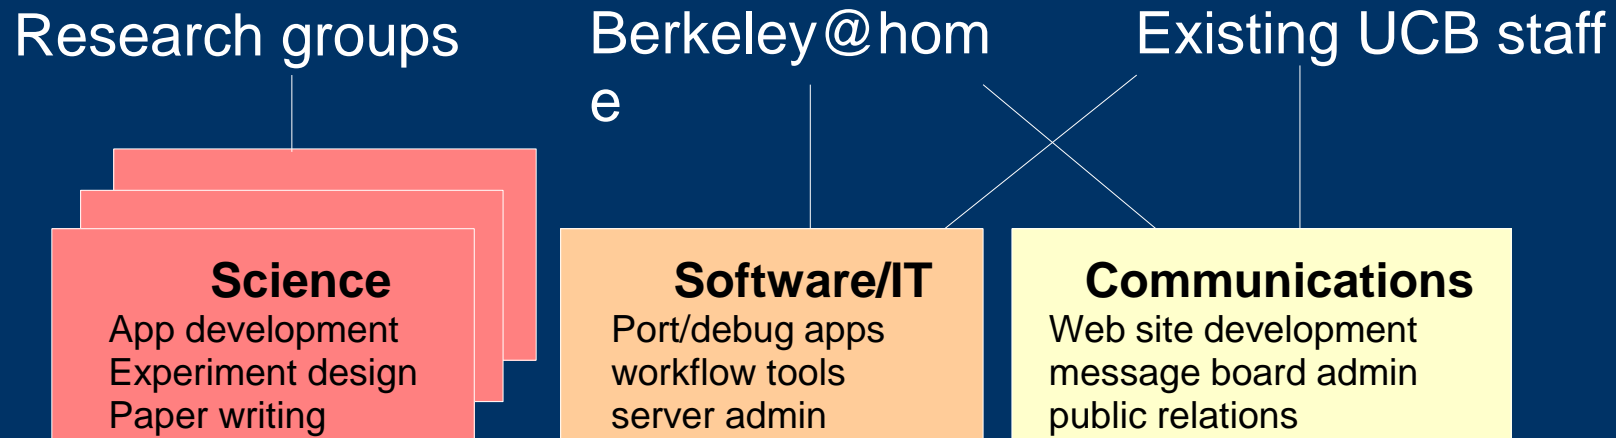 Research groups
Berkeley@hom
e
Existing UCB staff
Science
App development
Experiment design
Paper writing
Software/IT
Port/debug apps
workflow tools
server admin
Communications
Web site development
message board admin
public relations